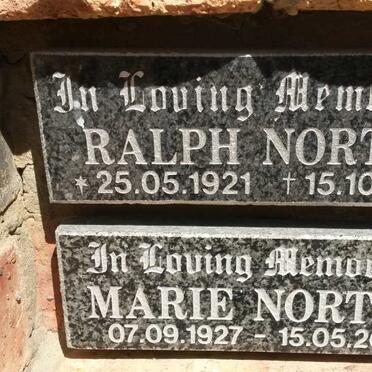 In Loving Mem
RALPH NORT
* 25.05.1921 † 15.10
In Loving Memo
MARIE NORT
07.09.1927 - 15.05.2